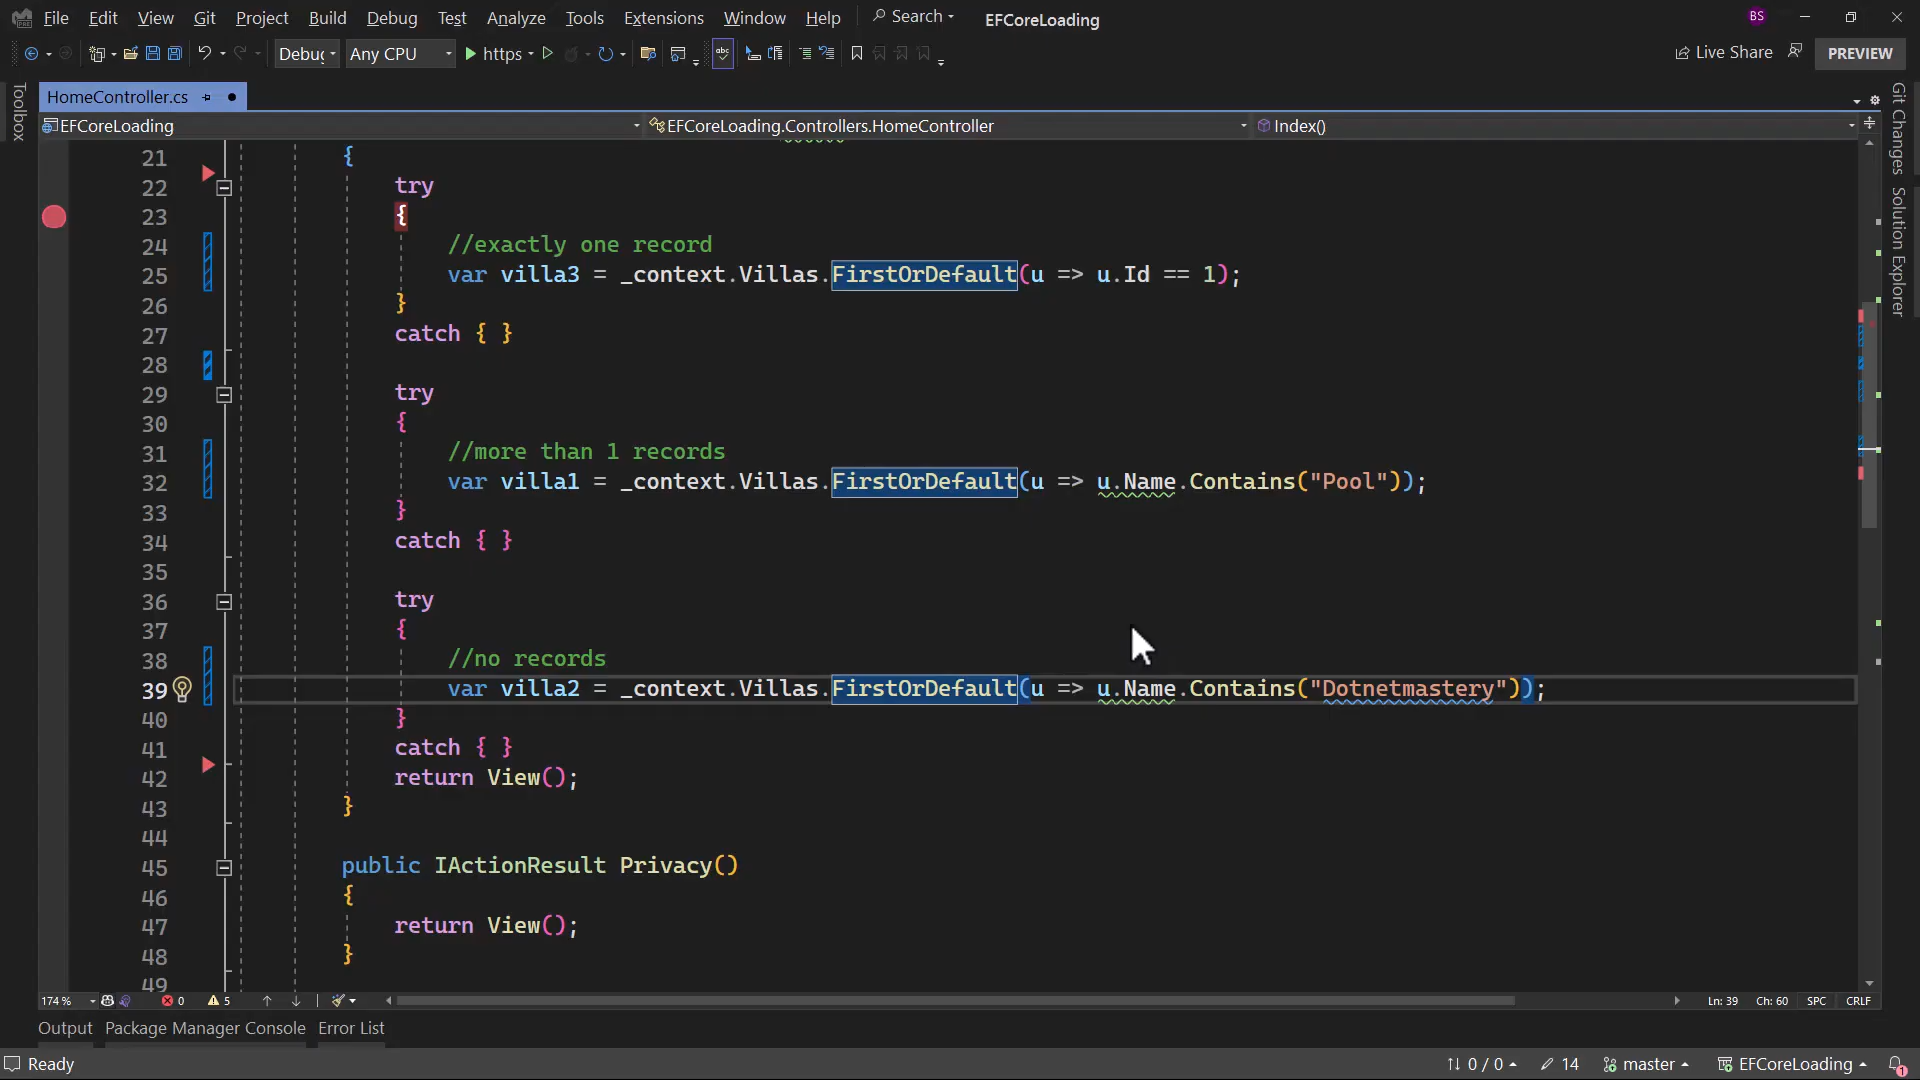 File Edit View Git Project Build Debug Test Analyze Tools Extensions Window Help Search EFCoreLoading BS
Debug Any CPU https abc Live Share PREVIEW
HomeController.cs
EFCoreLoading EFCoreLoading.Controllers.HomeController Index()
Toolbox
Git Changes
Solution Explorer
21 {
22 try
23 {
24 //exactly one record
25 var villa3 = _context.Villas.FirstOrDefault(u => u.Id == 1);
26 }
27 catch { }
28
29 try
30 {
31 //more than 1 records
32 var villa1 = _context.Villas.FirstOrDefault(u => u.Name.Contains("Pool"));
33 }
34 catch { }
35
36 try
37 {
38 //no records
39 var villa2 = _context.Villas.FirstOrDefault(u => u.Name.Contains("Dotnetmastery"));
40 }
41 catch { }
42 return View();
43 }
44
45 public IActionResult Privacy()
46 {
47 return View();
48 }
49
174 % 0 5 Ln: 39 Ch: 60 SPC CRLF
Output Package Manager Console Error List
Ready 0 / 0 14 master EFCoreLoading 1